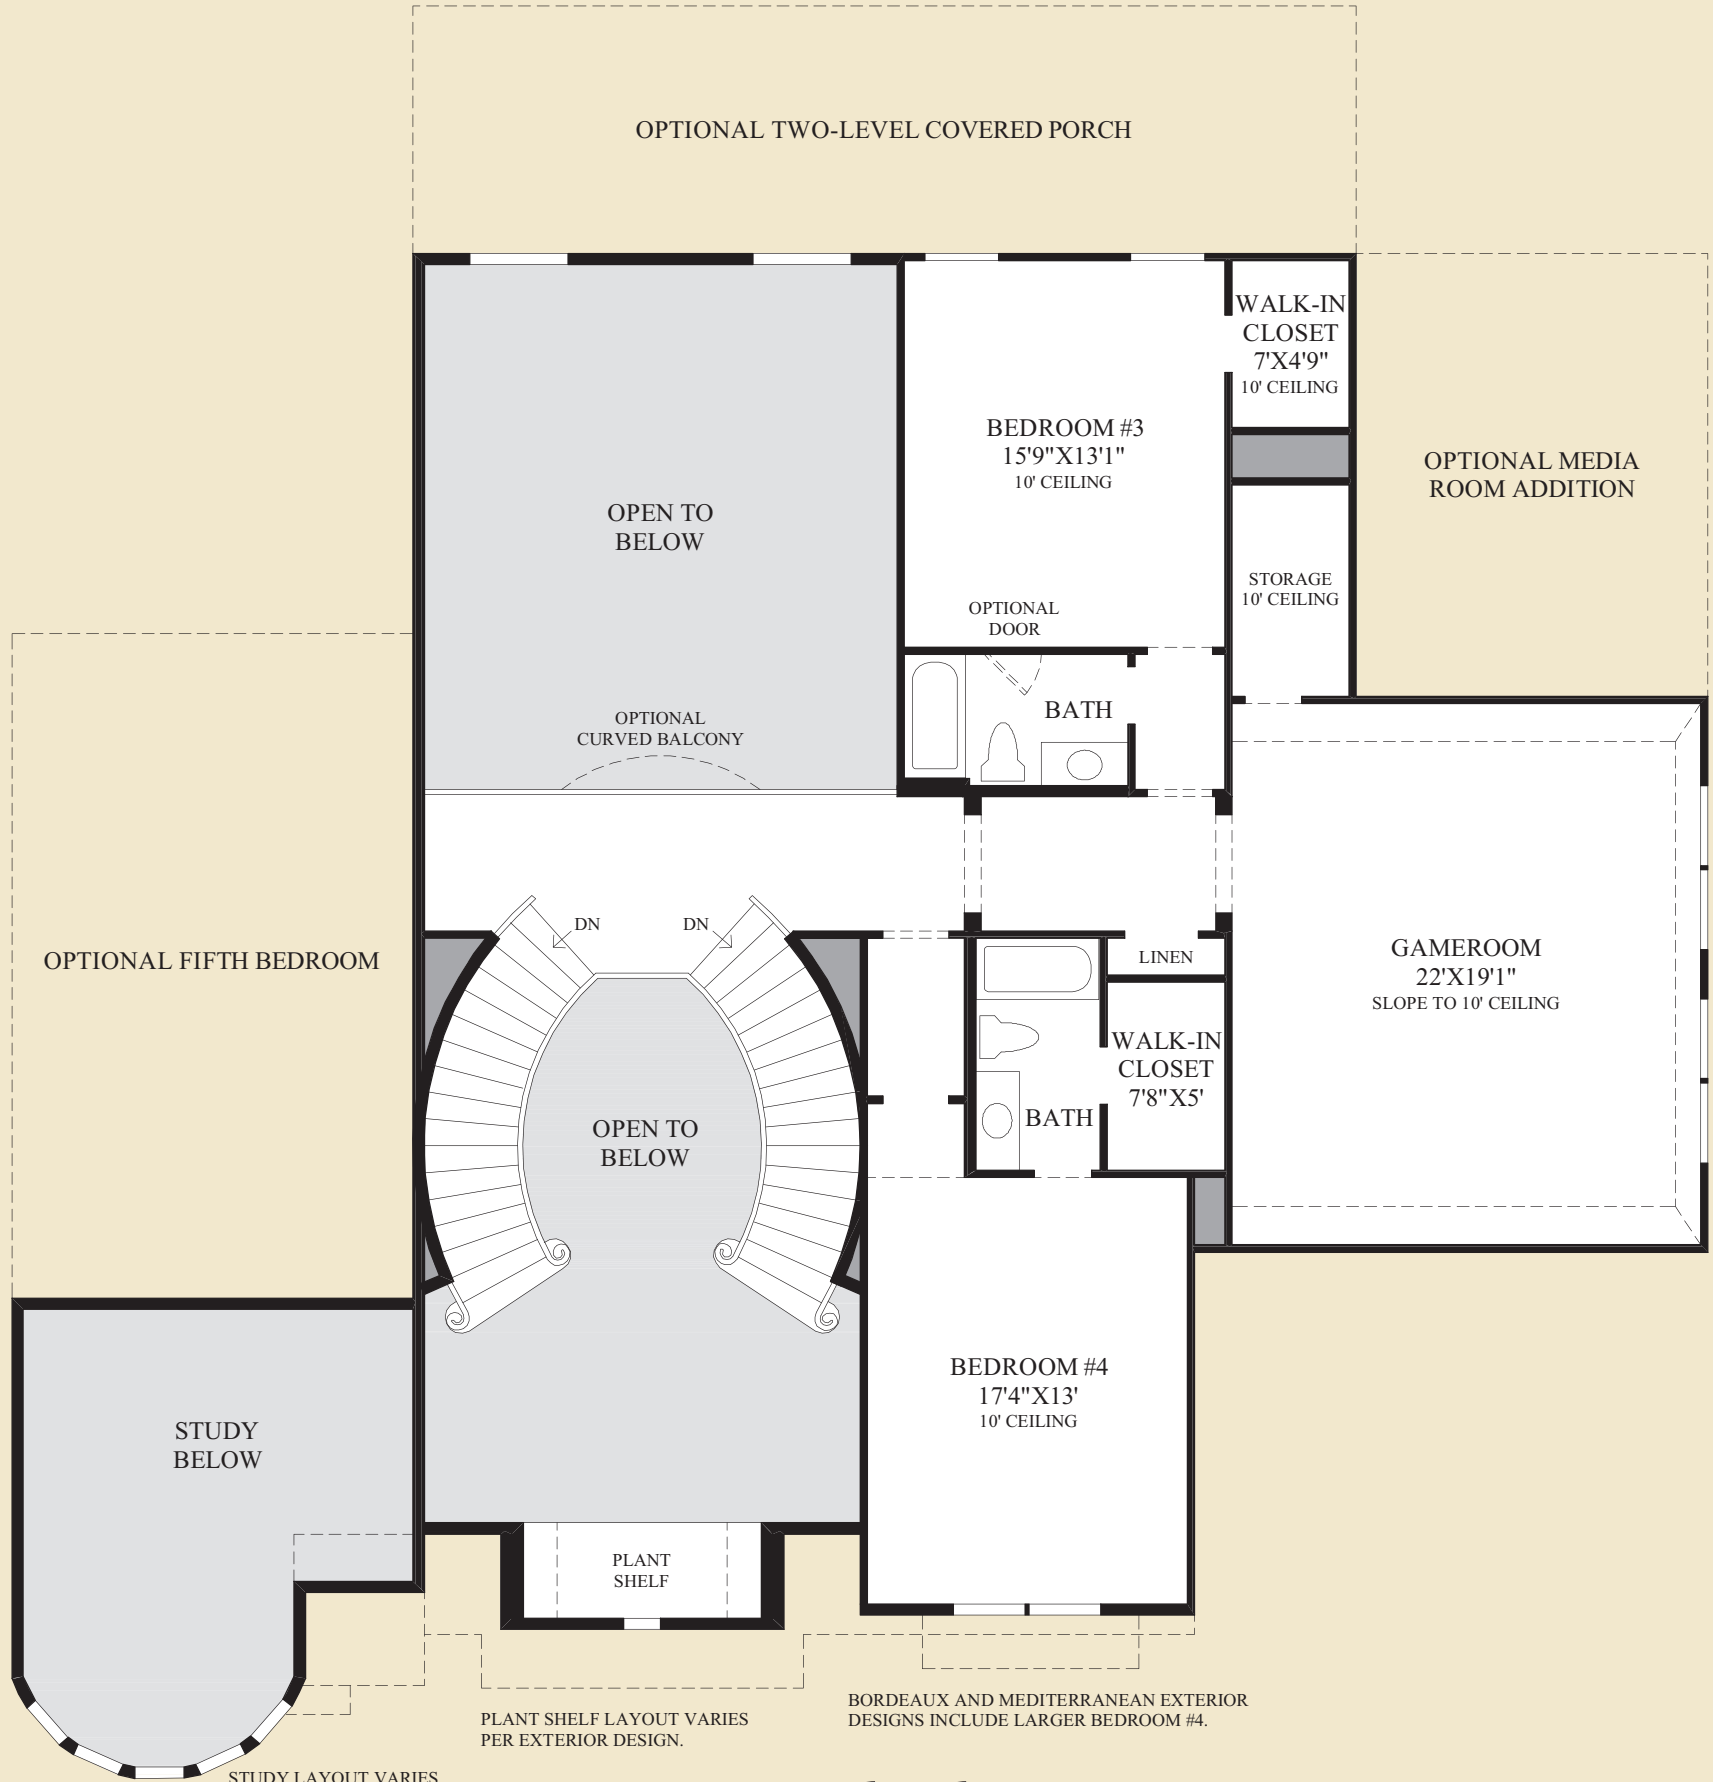 OPTIONAL TWO-LEVEL COVERED PORCH
WALK-IN
CLOSET
7'X4'9"
10' CEILING
BEDROOM #3
15'9"X13'1"
10' CEILING
OPTIONAL MEDIA
ROOM ADDITION
OPEN TO
BELOW
STORAGE
10' CEILING
OPTIONAL
DOOR
BATH
OPTIONAL
CURVED BALCONY
DN
DN
OPTIONAL FIFTH BEDROOM
LINEN
GAMEROOM
22'X19'1"
SLOPE TO 10' CEILING
WALK-IN
CLOSET
7'8"X5'
BATH
OPEN TO
BELOW
BEDROOM #4
17'4"X13'
10' CEILING
STUDY
BELOW
PLANT
SHELF
PLANT SHELF LAYOUT VARIES
PER EXTERIOR DESIGN.
BORDEAUX AND MEDITERRANEAN EXTERIOR
DESIGNS INCLUDE LARGER BEDROOM #4.
STUDY LAYOUT VARIES